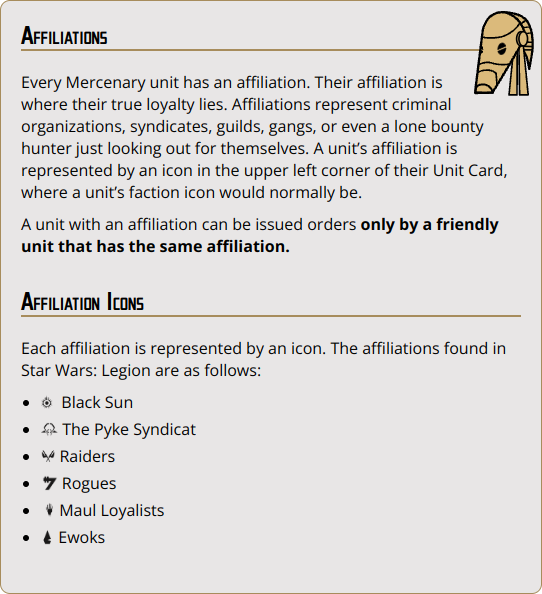 Affiliations
Every Mercenary unit has an affiliation. Their affiliation is
where their true loyalty lies. Affiliations represent criminal
organizations, syndicates, guilds, gangs, or even a lone bounty
hunter just looking out for themselves. A unit’s affiliation is
represented by an icon in the upper left corner of their Unit Card,
where a unit’s faction icon would normally be.
A unit with an affiliation can be issued orders only by a friendly
unit that has the same affiliation.
Affiliation Icons
Each affiliation is represented by an icon. The affiliations found in
Star Wars: Legion are as follows:
• Black Sun
• The Pyke Syndicat
• Raiders
• Rogues
• Maul Loyalists
• Ewoks